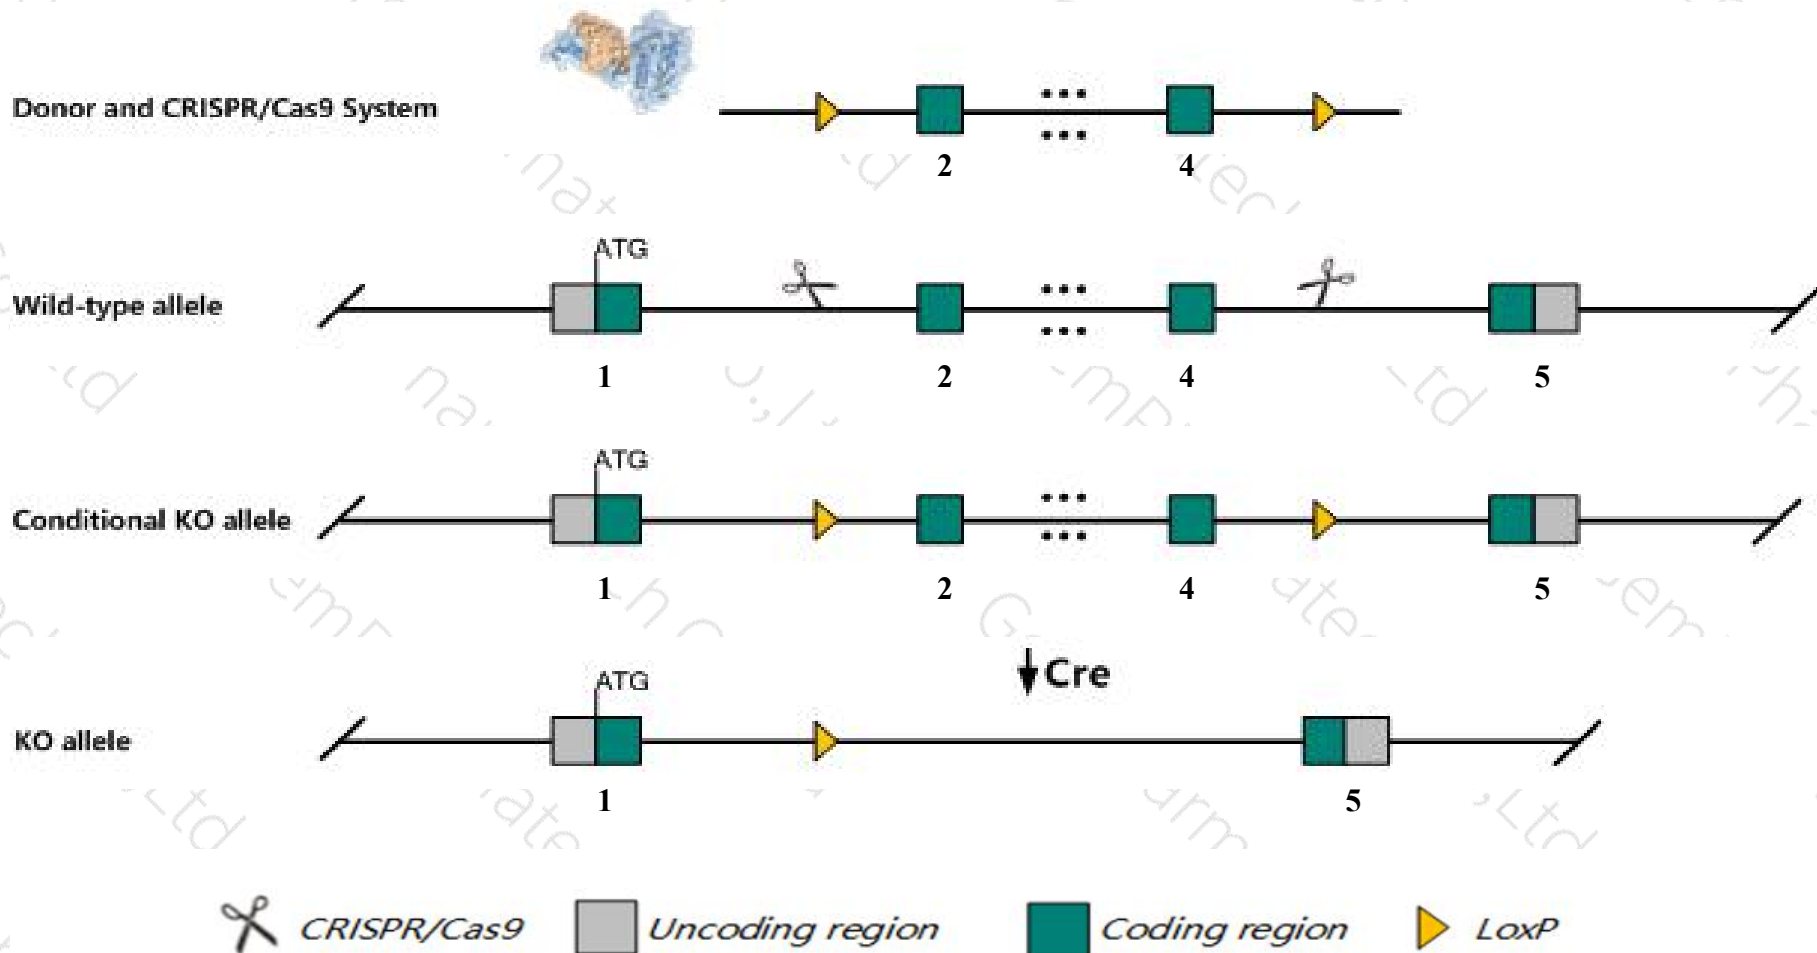 Donor and CRISPR/Cas9 System
2 4
ATG
Wild-type allele
1 2 4 5
ATG
Conditional KO allele
1 2 4 5
Cre
ATG
KO allele
1 5
CRISPR/Cas9 Uncoding region Coding region LoxP